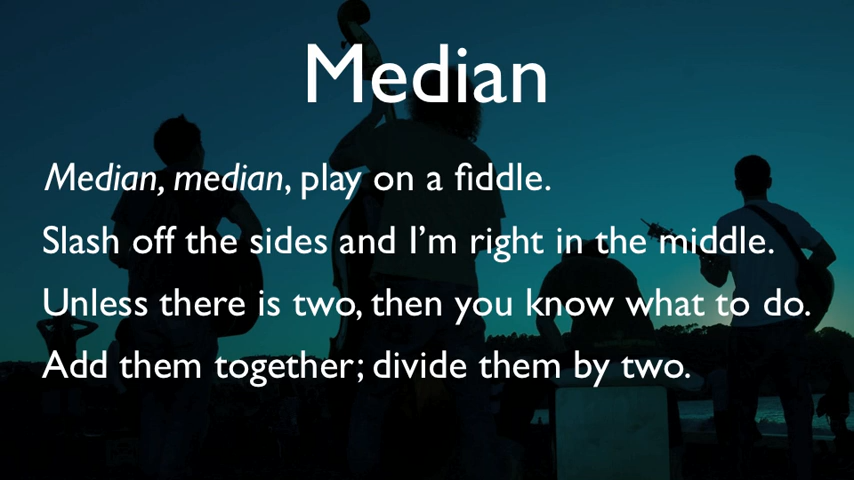 Median
Median, median, play on a fiddle.
Slash off the sides and I'm right in the middle.
Unless there is two, then you know what to do.
Add them together; divide them by two.